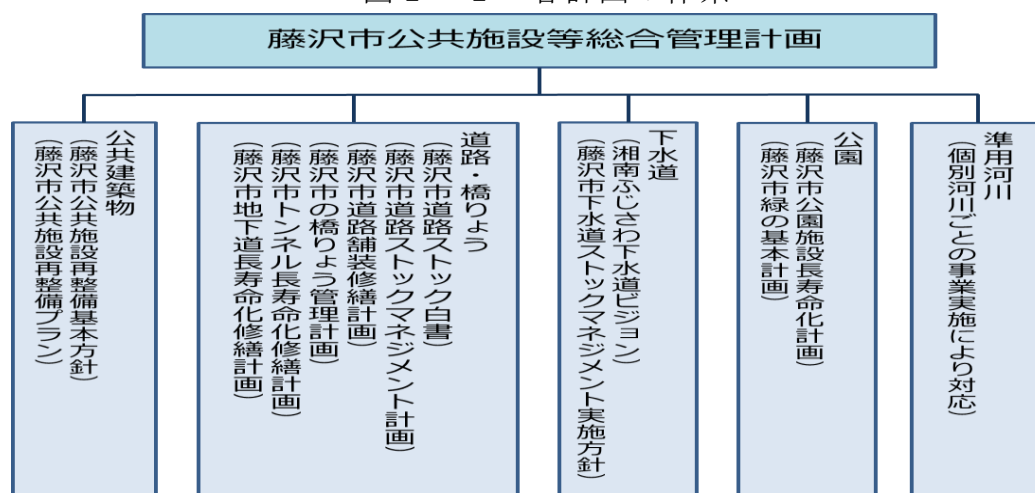 藤沢市公共施設等総合管理計画
公共建築物
(藤沢市公共施設再整備基本方針)
(藤沢市公共施設再整備プラン)
道路・橋りょう
(藤沢市道路ストック白書)
(藤沢市道路ストックマネジメント計画)
(藤沢市道路舗装修繕計画)
(藤沢市の橋りょう管理計画)
(藤沢市トンネル長寿命化修繕計画)
(藤沢市地下道長寿命化修繕計画)
下水道
(湘南ふじさわ下水道ビジョン)
(藤沢市下水道ストックマネジメント実施方針)
公園
(藤沢市公園施設長寿命化計画)
(藤沢市緑の基本計画)
準用河川
(個別河川ごとの事業実施により対応)